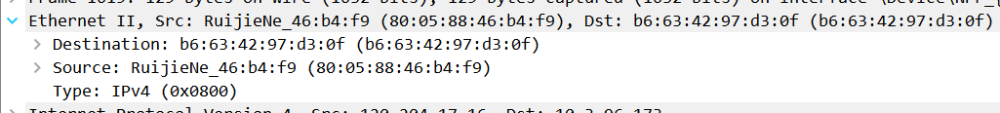 Frame 1619: 129 bytes on wire (1032 bits), 129 bytes captured (1032 bits) on interface \Device\NPF_{
Ethernet II, Src: RuijieNe_46:b4:f9 (80:05:88:46:b4:f9), Dst: b6:63:42:97:d3:0f (b6:63:42:97:d3:0f)
Destination: b6:63:42:97:d3:0f (b6:63:42:97:d3:0f)
Source: RuijieNe_46:b4:f9 (80:05:88:46:b4:f9)
Type: IPv4 (0x0800)
Internet Protocol Version 4, Src: 120.204.17.16, Dst: 10.3.96.173